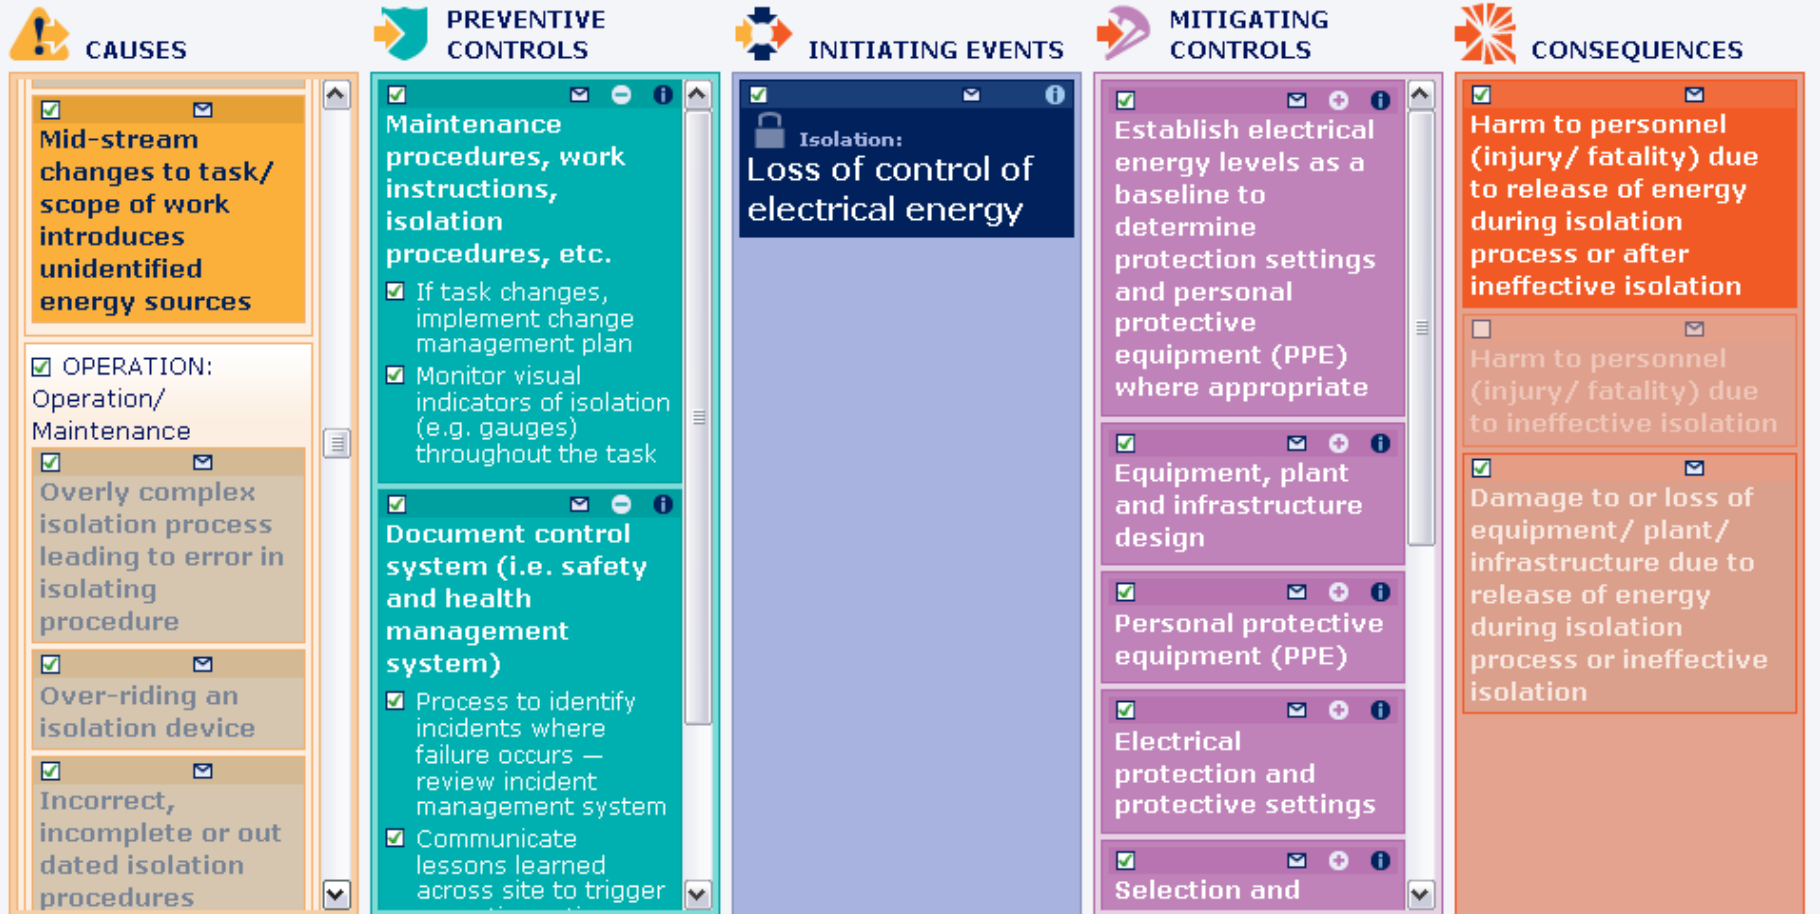 CAUSES
Mid-stream
changes to task/
scope of work
introduces
unidentified
energy sources
OPERATION:
Operation/
Maintenance
Overly complex
isolation process
leading to error in
isolating
procedure
Over-riding an
isolation device
Incorrect,
incomplete or out
dated isolation
procedures
PREVENTIVE
CONTROLS
Maintenance
procedures, work
instructions,
isolation
procedures, etc.
If task changes,
implement change
management plan
Monitor visual
indicators of isolation
(e.g. gauges)
throughout the task
Document control
system (i.e. safety
and health
management
system)
Process to identify
incidents where
failure occurs —
review incident
management system
Communicate
lessons learned
across site to trigger
INITIATING EVENTS
Isolation:
Loss of control of
electrical energy
MITIGATING
CONTROLS
Establish electrical
energy levels as a
baseline to
determine
protection settings
and personal
protective
equipment (PPE)
where appropriate
Equipment, plant
and infrastructure
design
Personal protective
equipment (PPE)
Electrical
protection and
protective settings
Selection and
CONSEQUENCES
Harm to personnel
(injury/ fatality) due
to release of energy
during isolation
process or after
ineffective isolation
Harm to personnel
(injury/ fatality) due
to ineffective isolation
Damage to or loss of
equipment/ plant/
infrastructure due to
release of energy
during isolation
process or ineffective
isolation